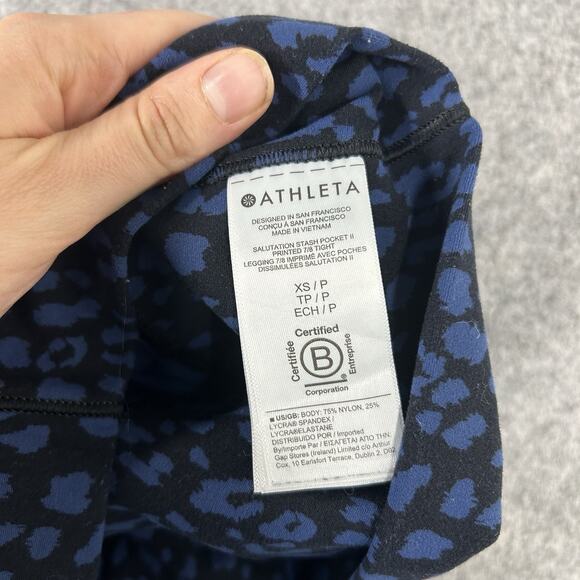 ATHLETA
DESIGNED IN SAN FRANCISCO
CONÇU À SAN FRANCISCO
MADE IN VIETNAM
SALUTATION STASH POCKET II
PRINTED 7/8 TIGHT
LEGGING 7/8 IMPRIMÉ AVEC POCHES
DISSIMULÉES SALUTATION II
XS / P
TP / P
ECH / P
Certified
Certifiée
B
Entreprise
Corporation
US/GB: BODY: 75% NYLON, 25%
LYCRA® SPANDEX /
LYCRA®ELASTANE
DISTRIBUIDO POR / Imported
By/Importe Par / ΕΙΣΑΓΕΤΑΙ ΑΠΟ ΤΗΝ.
Gap Stores (Ireland) Limited c/o Arthur
Cox, 10 Earlsfort Terrace, Dublin 2, D02